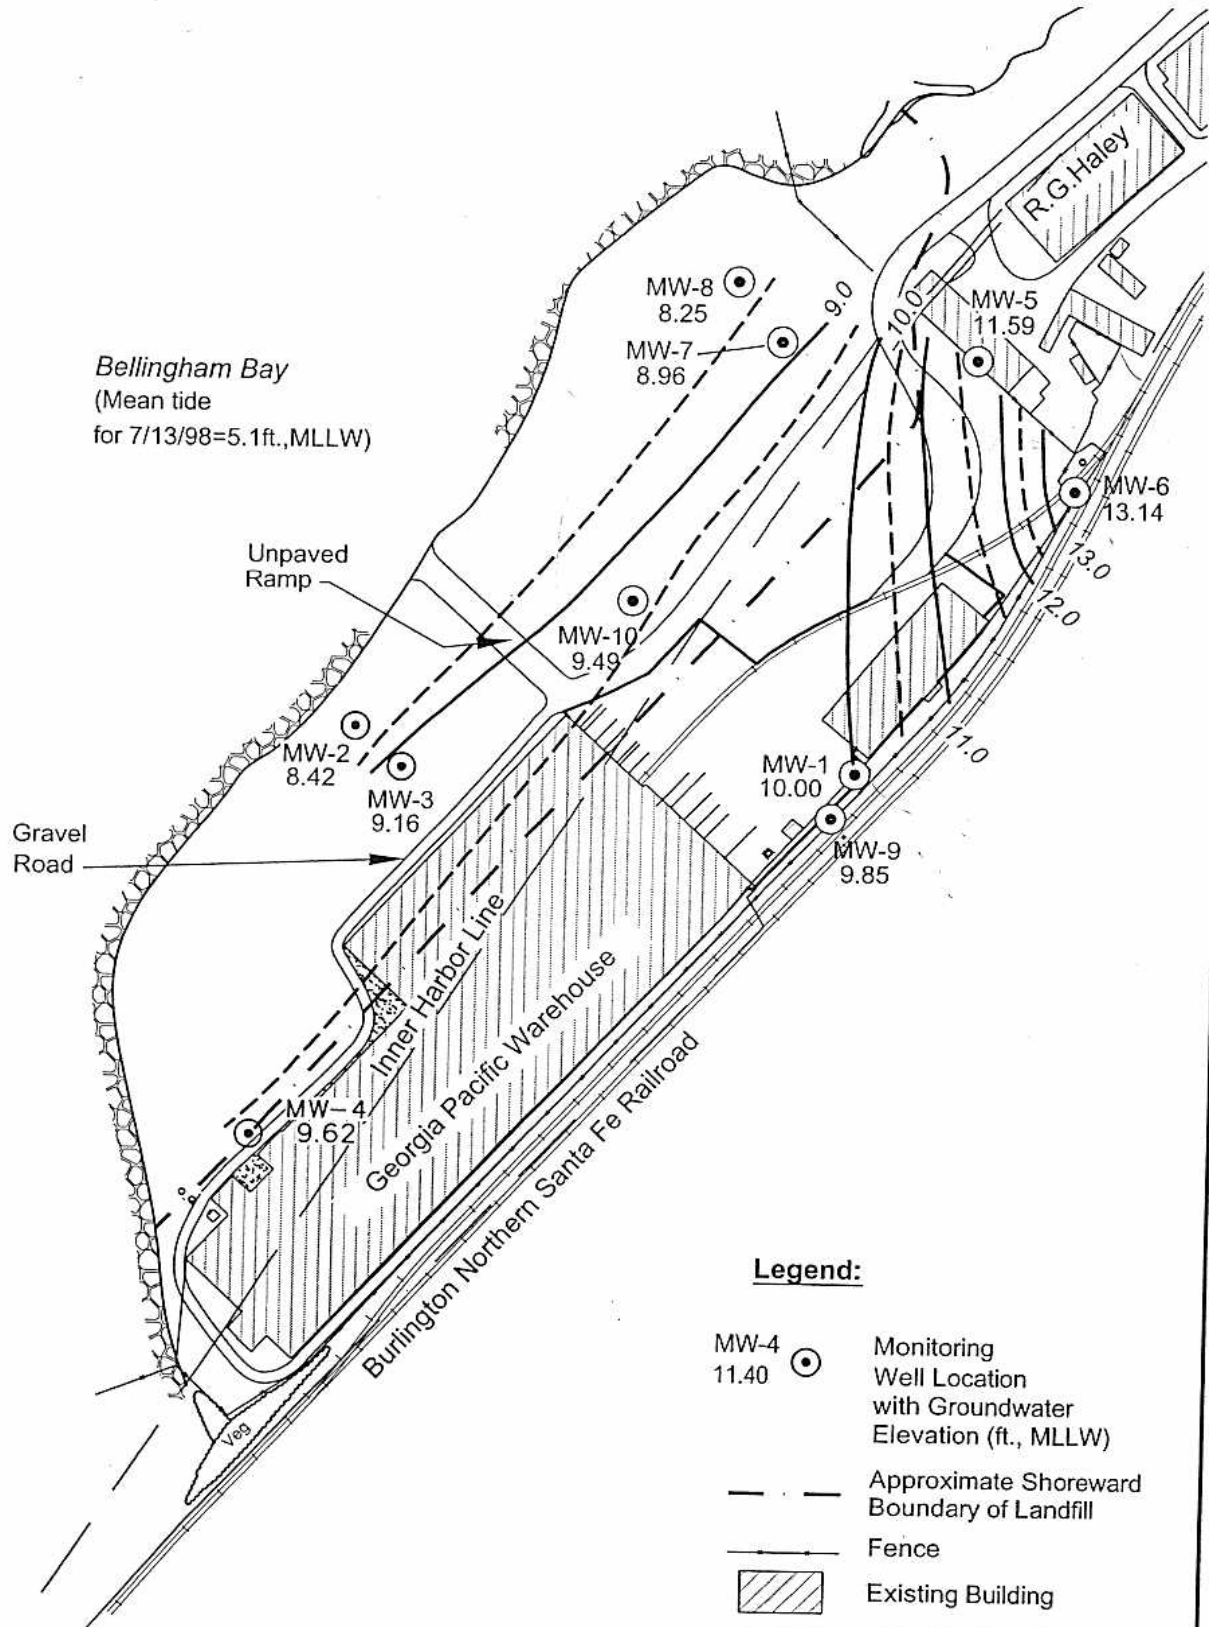 R.G.Haley
MW-8
8.25
9.0
10.0
MW-5
11.59
MW-7
8.96
Bellingham Bay
(Mean tide
for 7/13/98=5.1ft.,MLLW)
MW-6
13.14
Unpaved
Ramp
13.0
12.0
MW-10
9.49
11.0
MW-2
8.42
MW-3
9.16
MW-1
10.00
Gravel
Road
MW-9
9.85
Inner Harbor Line
Georgia Pacific Warehouse
MW-4
9.62
Burlington Northern Santa Fe Railroad
Veg
Legend:
MW-4
11.40
Monitoring
Well Location
with Groundwater
Elevation (ft., MLLW)
Approximate Shoreward
Boundary of Landfill
Fence
Existing Building